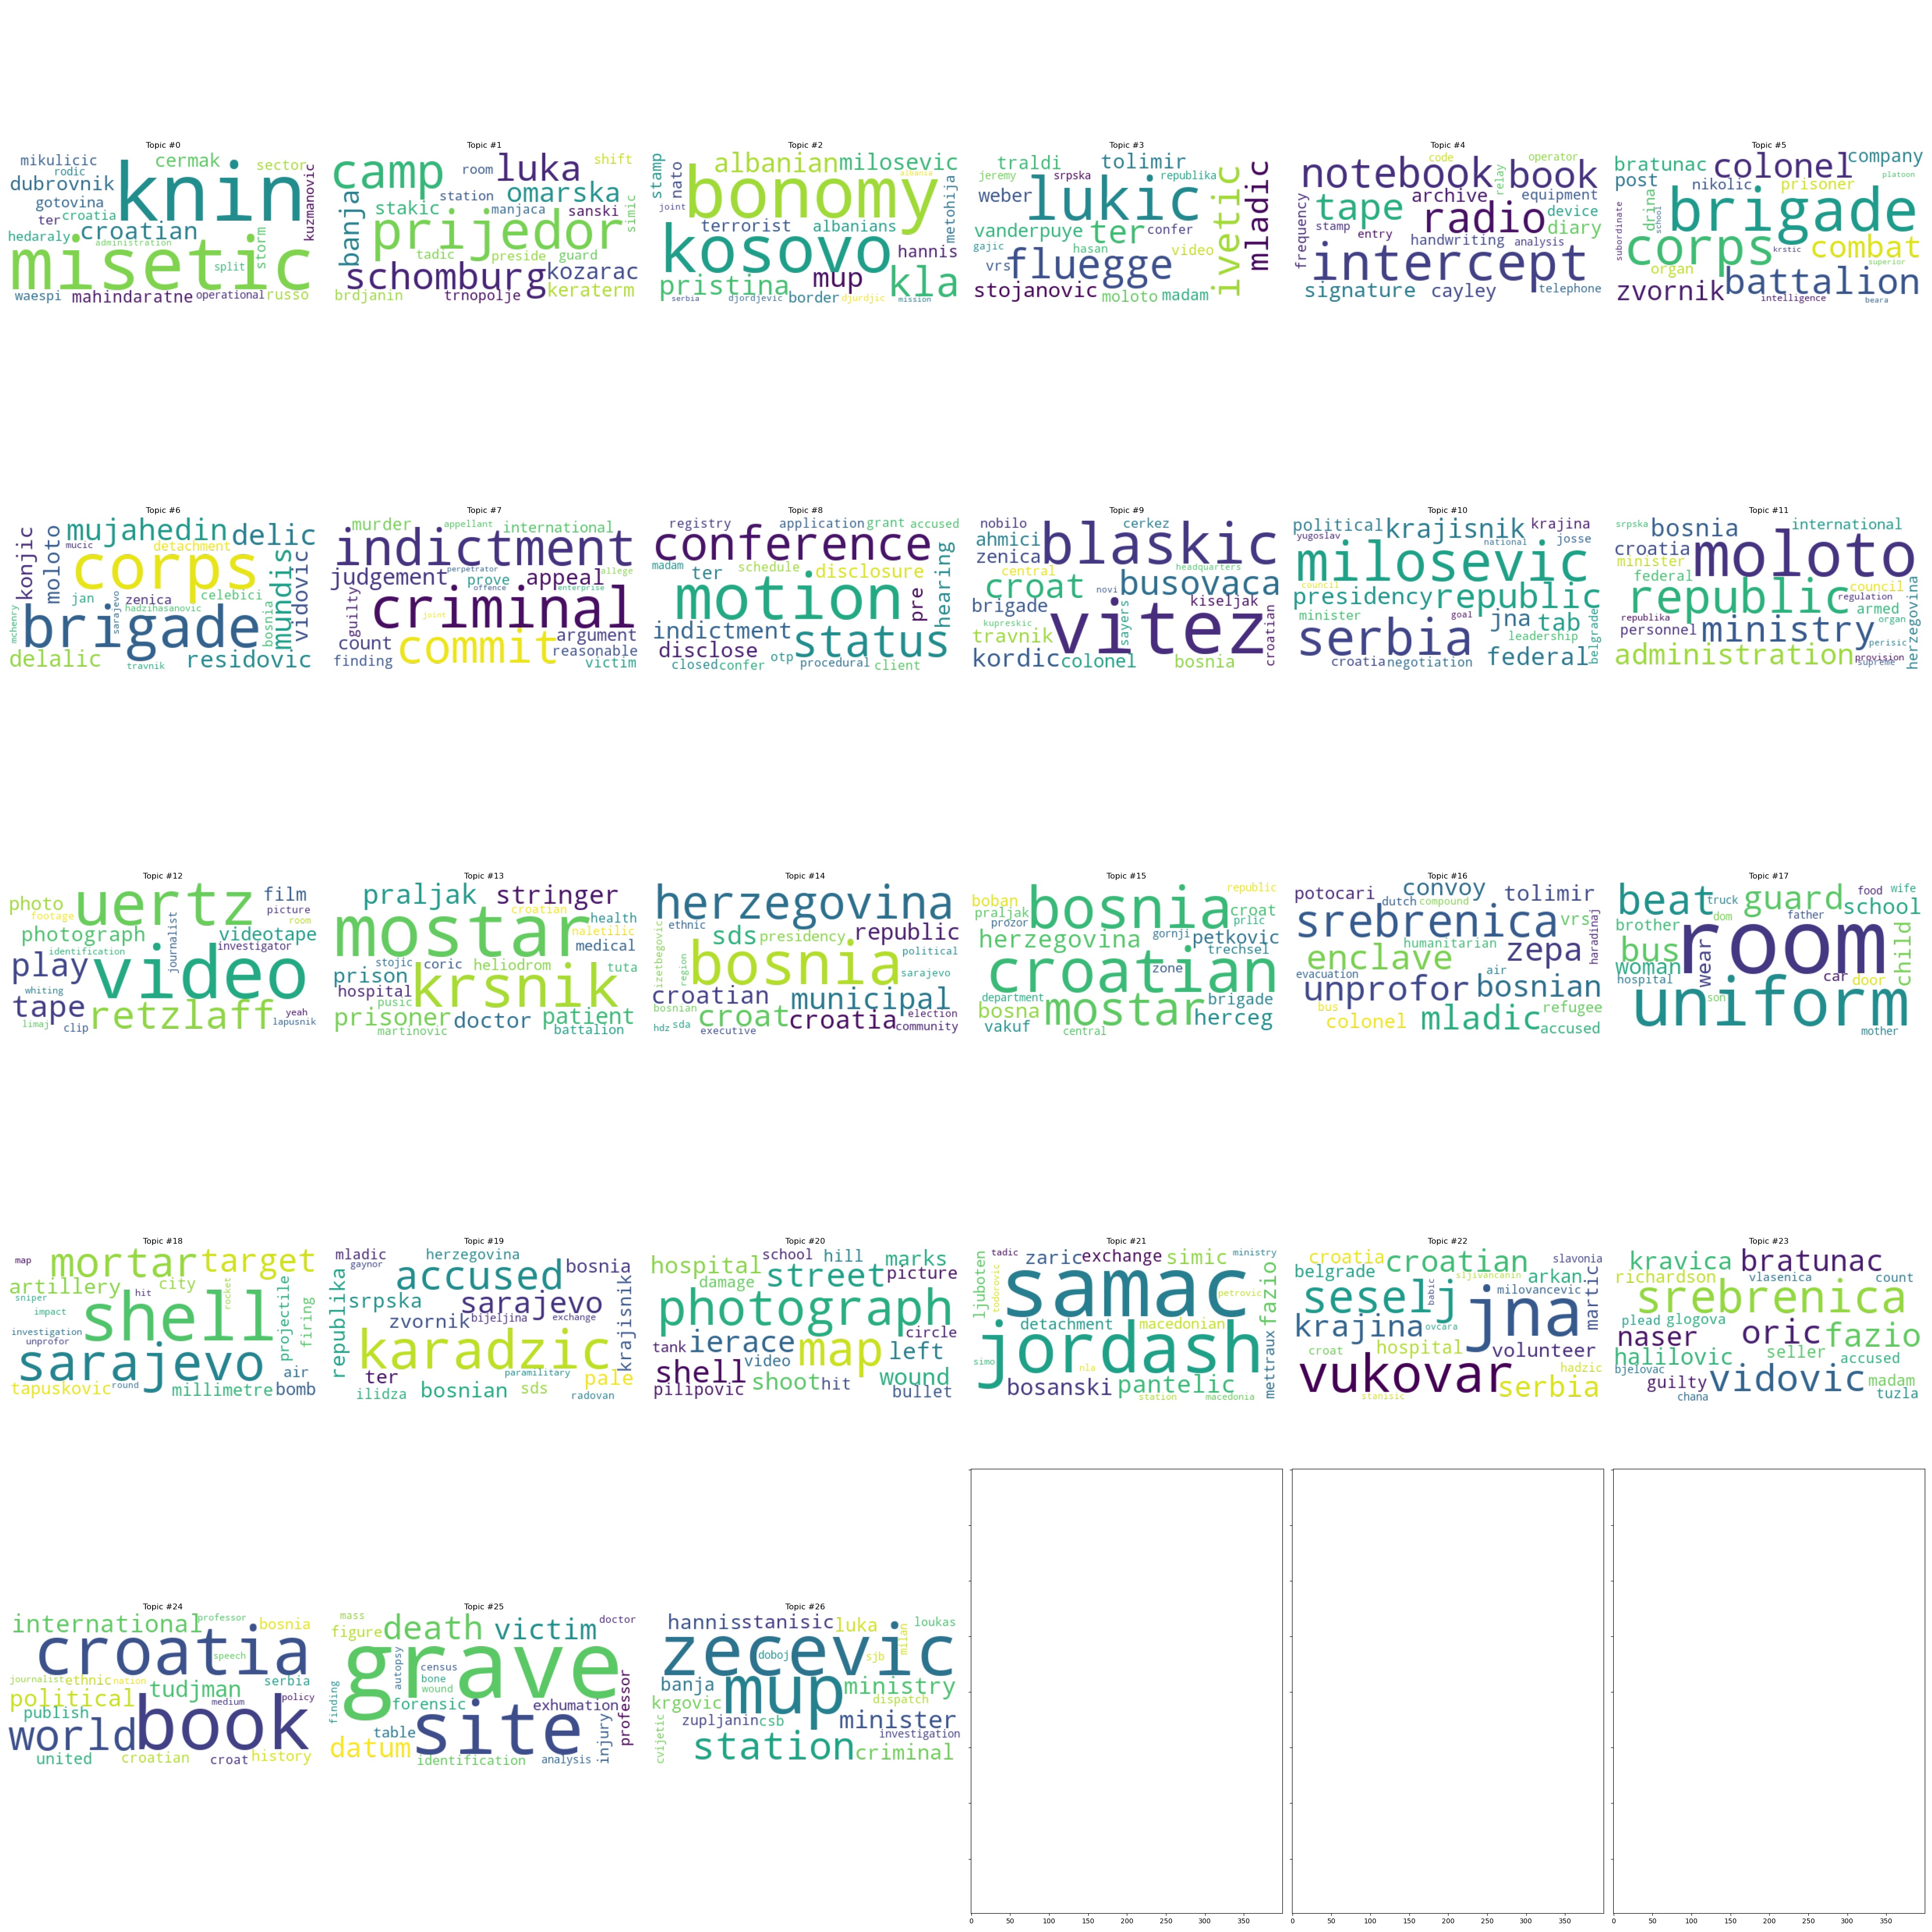 Topic #0
mikulicic cermak sector
rodic
dubrovnik knin kuzmanovic
gotovina
ter croatia croatian storm
hedaraly administration
misetic split
waespi mahindaratne operational russo
Topic #1
camp room luka shift
station omarska
banja stakic manjaca sanski simic
prijedor
tadic preside guard
schomburg kozarac
brdjanin trnopolje keraterm
Topic #2
stamp nato albanian milosevic
albania
joint bonomy metohija
terrorist albanians
kosovo hannis
pristina mup kla
serbia djordjevic border djurdjic mission
Topic #3
traldi tolimir
jeremy srpska republika
weber lukic ivetic mladic
vanderpuye ter confer
gajic hasan video
vrs fluegge
stojanovic moloto madam
Topic #4
code operator
notebook relay book
frequency tape archive equipment
radio device
stamp entry diary
handwriting analysis
intercept
signature cayley telephone
Topic #5
bratunac colonel company
post nikolic prisoner platoon
subordinate drina school brigade
corps krstic combat
organ superior
zvornik battalion
intelligence beara
Topic #6
konjic moloto mujahedin delic
mucic detachment
corps mundis vidovic
jan zenica celebici
mchenry hadzihasanovic sarajevo bosnia
brigade
delalic travnik residovic
Topic #7
murder appellant international
indictment
judgement perpetrator prove appeal allege
guilty offence enterprise
criminal
count joint argument
commit reasonable
finding victim
Topic #8
registry application grant accused
conference
madam ter schedule disclosure
motion pre hearing
indictment status
disclose
closed confer otp procedural client
Topic #9
nobilo cerkez
ahmici blaskic
zenica
central headquarters
croat novi busovaca
brigade sayers kiseljak croatian
kupreskic
travnik vitez
kordic colonel bosnia
Topic #10
political krajisnik krajina
yugoslav national josse
milosevic
council
presidency republic
minister goal jna tab
serbia leadership belgrade
croatia negotiation federal
Topic #11
srpska bosnia international
croatia moloto
minister
federal council
republic regulation armed herzegovina
republika organ
personnel ministry perisic
administration provision
supreme
Topic #12
photo uertz film
footage picture
room
photograph journalist videotape
identification investigator
play video
whiting
tape retzlaff yeah
limaj clip lapusnik
Topic #13
praljak stringer
croatian
mostar health
naletilic
medical
stojic coric heliodrom tuta
prison
hospital krsnik
pusic
prisoner doctor patient
martinovic battalion
Topic #14
herzegovina
ethnic sds presidency republic
izetbegovic region political
bosnia sarajevo
croatian municipal
bosnian croat election
hdz sda croatia community
executive
Topic #15
boban bosnia republic
praljak croat
prozor prlic
herzegovina gornji petkovic
zone trechsel
croatian
department
bosna mostar brigade
vakuf herceg
central
Topic #16
potocari convoy tolimir
dutch compound
srebrenica vrs
humanitarian haradinaj
enclave zepa
evacuation air
unprofor bosnian
bus refugee
colonel mladic accused
Topic #17
beat truck guard food wife
dom father school
brother
bus room child
woman wear car door
hospital son
uniform
mother
Topic #18
map mortar target
artillery city
sniper hit rocket projectile
impact shell firing
investigation
unprofor
sarajevo air
tapuskovic round millimetre bomb
Topic #19
mladic herzegovina
gaynor accused bosnia
republika srpska sarajevo krajisnik
zvornik bijeljina exchange
karadzic
ter paramilitary pale
ilidza bosnian sds radovan
Topic #20
hospital school hill marks
damage street picture
photograph
circle
tank ierace map left
video
shell shoot hit wound
pilipovic bullet
Topic #21
tadic zaric exchange simic ministry
ljuboten todorovic samac petrovic fazio
detachment macedonian
simo jordash
nla mettraux
bosanski pantelic
station macedonia
Topic #22
croatia croatian slavonia
belgrade sljivancanin arkan
seselj babic milovancevic martic
krajina ovcara jna
croat hospital volunteer
vukovar hadzic
serbia
stanisic
Topic #23
kravica bratunac
richardson vlasenica count
srebrenica
plead glogova
naser oric fazio
halilovic seller accused
bjelovac guilty vidovic madam
chana tuzla
Topic #24
international professor bosnia
croatia
speech
journalist ethnic nation serbia
political tudjman
medium policy
publish
world book
united croatian croat history
Topic #25
mass death victim doctor
figure
autopsy grave
census
bone
wound
finding forensic exhumation professor
table site injury
datum
identification analysis
Topic #26
hannis stanisic luka loukas
zecevic milan
doboj sjb
banja mup ministry
krgovic dispatch
zupljanin csb minister
cvijetic investigation
station criminal
0 50 100 150 200 250 300 350
0 50 100 150 200 250 300 350
0 50 100 150 200 250 300 350